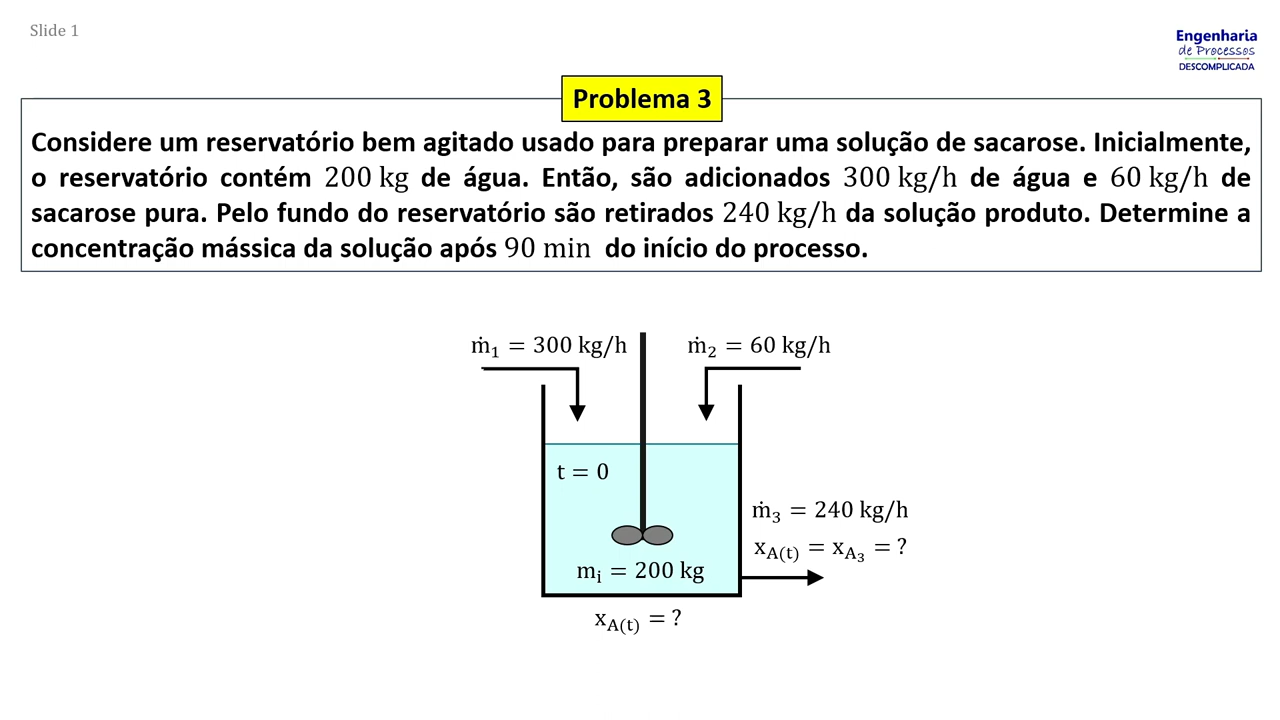 Slide 1
Engenharia
de Processos
DESCOMPLICADA
Problema 3
Considere um reservatório bem agitado usado para preparar uma solução de sacarose. Inicialmente,
o reservatório contém 200 kg de água. Então, são adicionados 300 kg/h de água e 60 kg/h de
sacarose pura. Pelo fundo do reservatório são retirados 240 kg/h da solução produto. Determine a
concentração mássica da solução após 90 min do início do processo.
ṁ₁ = 300 kg/h
ṁ₂ = 60 kg/h
t = 0
ṁ₃ = 240 kg/h
x_A(t) = x_A₃ = ?
mᵢ = 200 kg
x_A(t) = ?